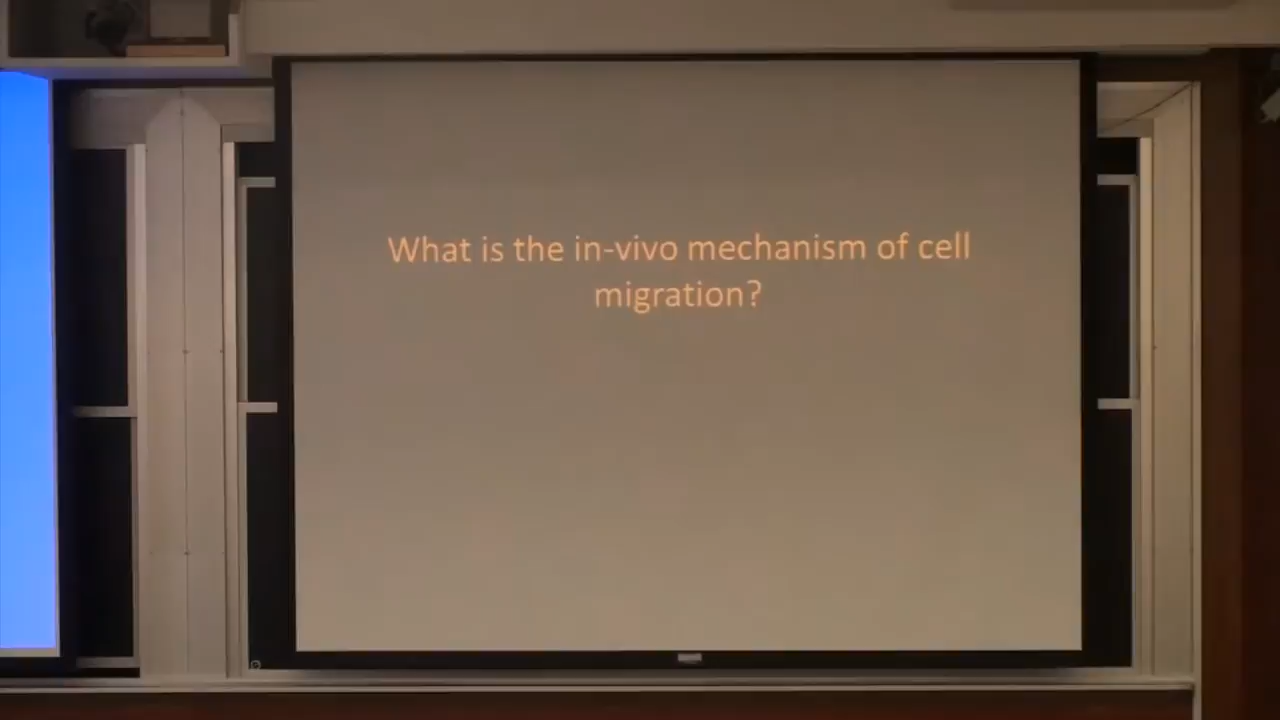 What is the in-vivo mechanism of cell
migration?